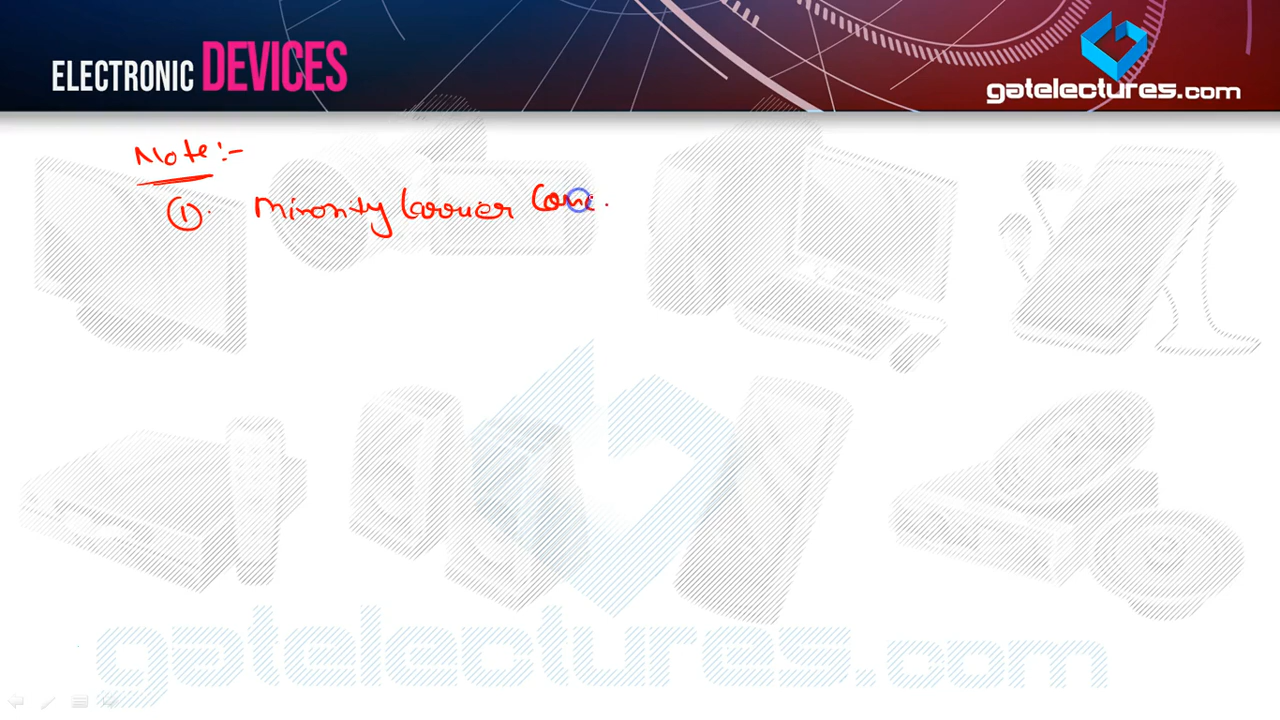 ELECTRONIC DEVICES
gatelectures.com
Note:-
① Minority Carrier Conc.
gatelectures.com